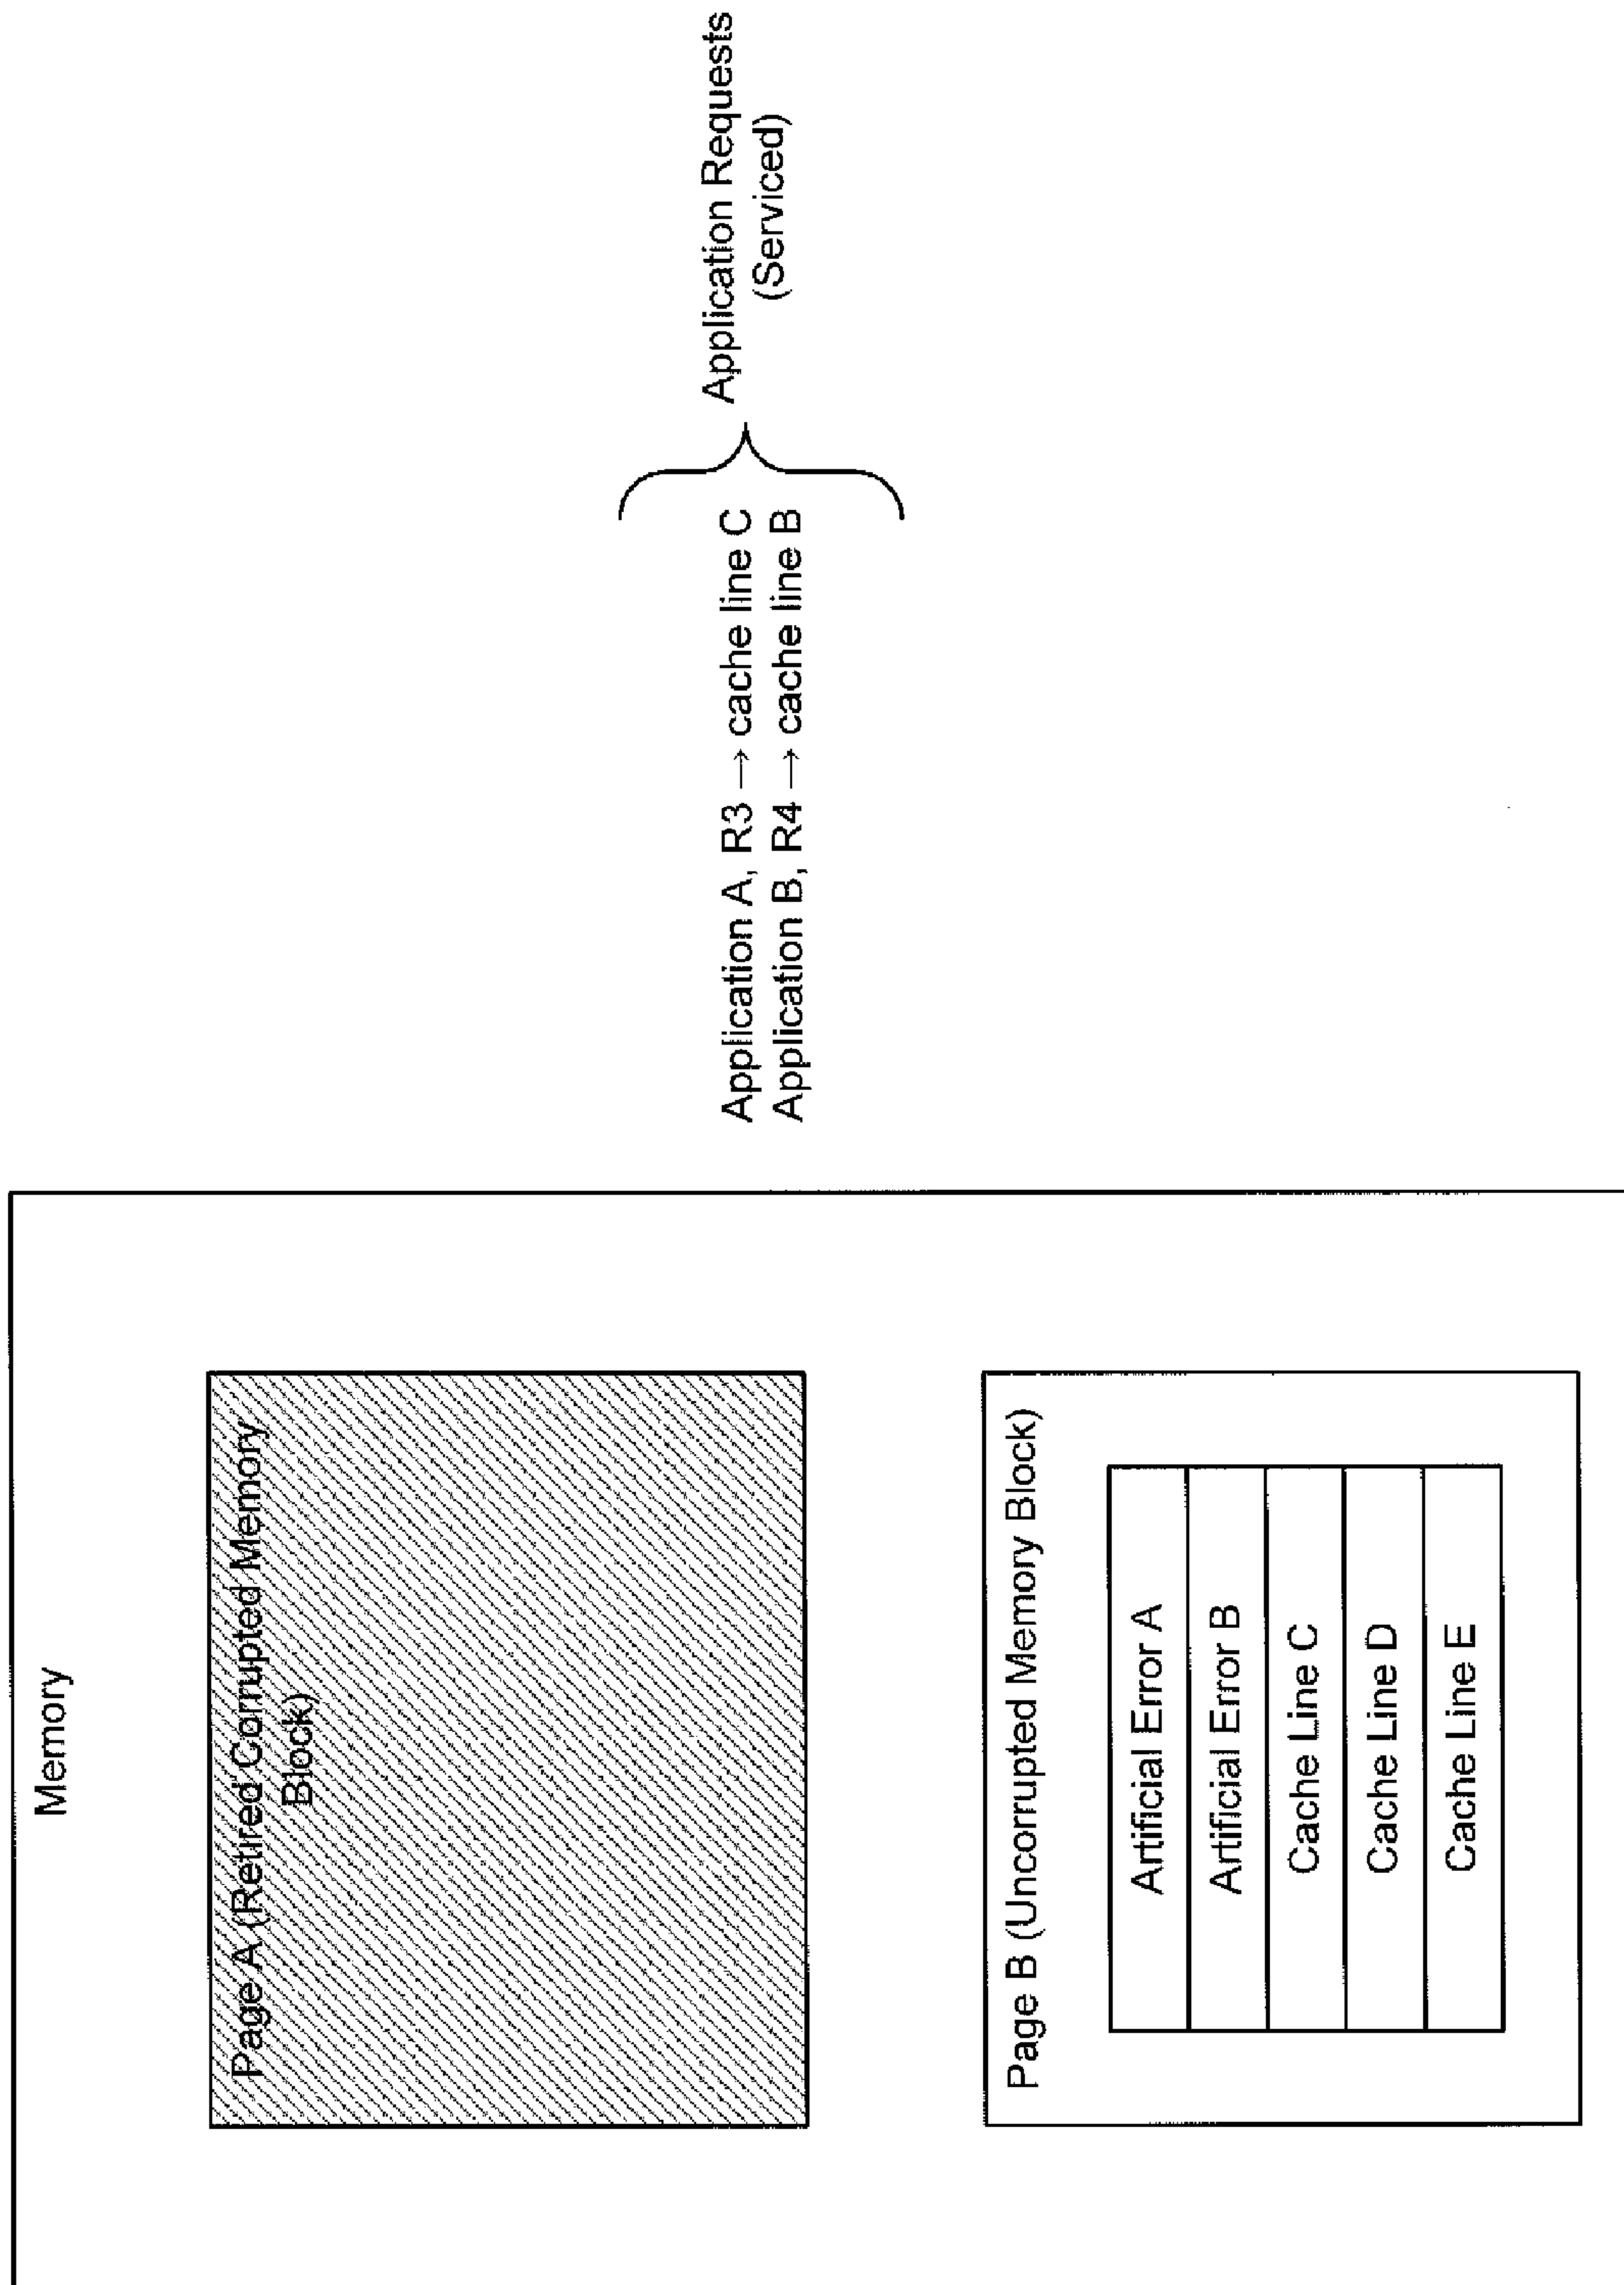 Memory
Page A (Retired Corrupted Memory
Block)
Page B (Uncorrupted Memory Block)
Artificial Error A
Artificial Error B
Cache Line C
Cache Line D
Cache Line E
Application A, R3 → cache line C
Application B, R4 → cache line B
Application Requests
(Serviced)